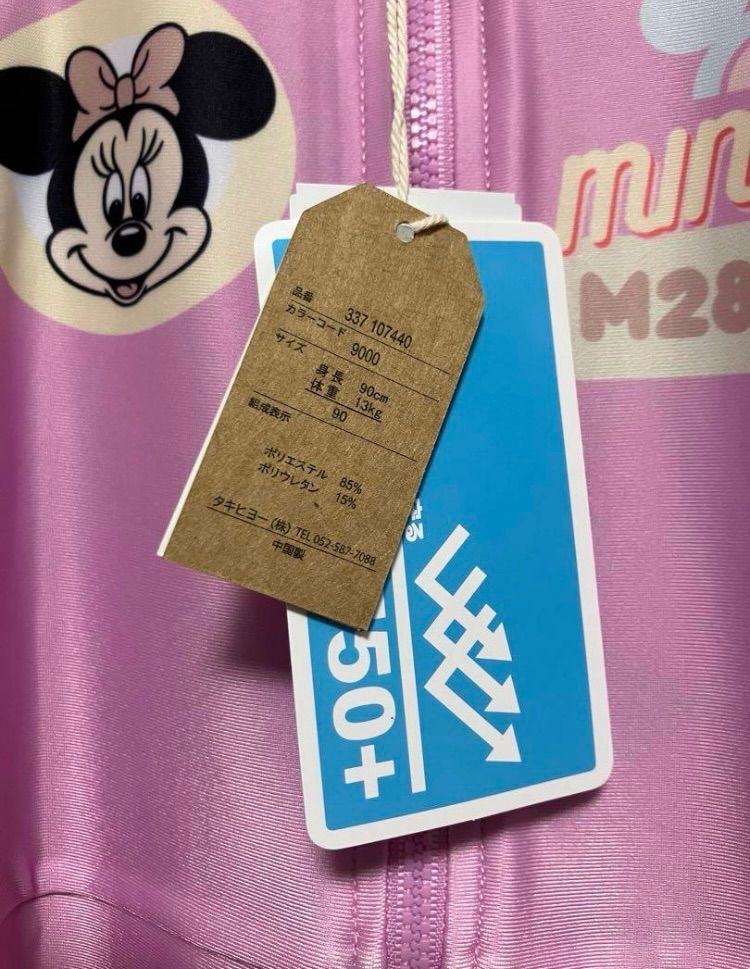 品番 337 107440
カラーコード 9000
サイズ
身長 90cm
体重 13kg
90
組成表示
ポリエステル 85%
ポリウレタン 15%
タキヒヨー(株) TEL 052-587-7088
中国製
50+
M28